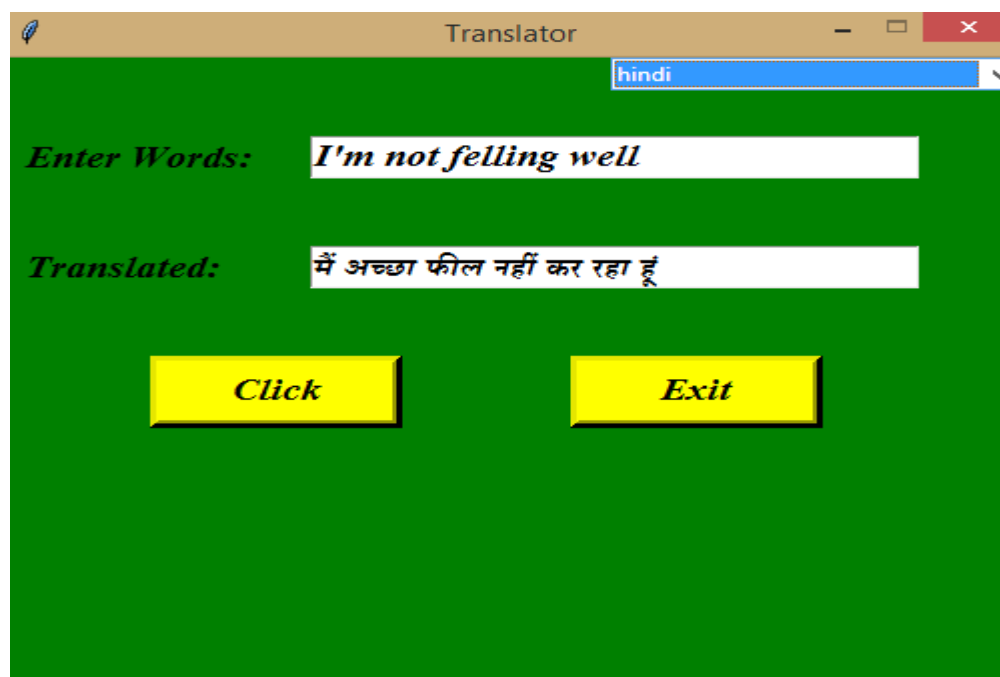 Translator
hindi
Enter Words: I'm not felling well
Translated: मैं अच्छा फील नहीं कर रहा हूं
Click Exit